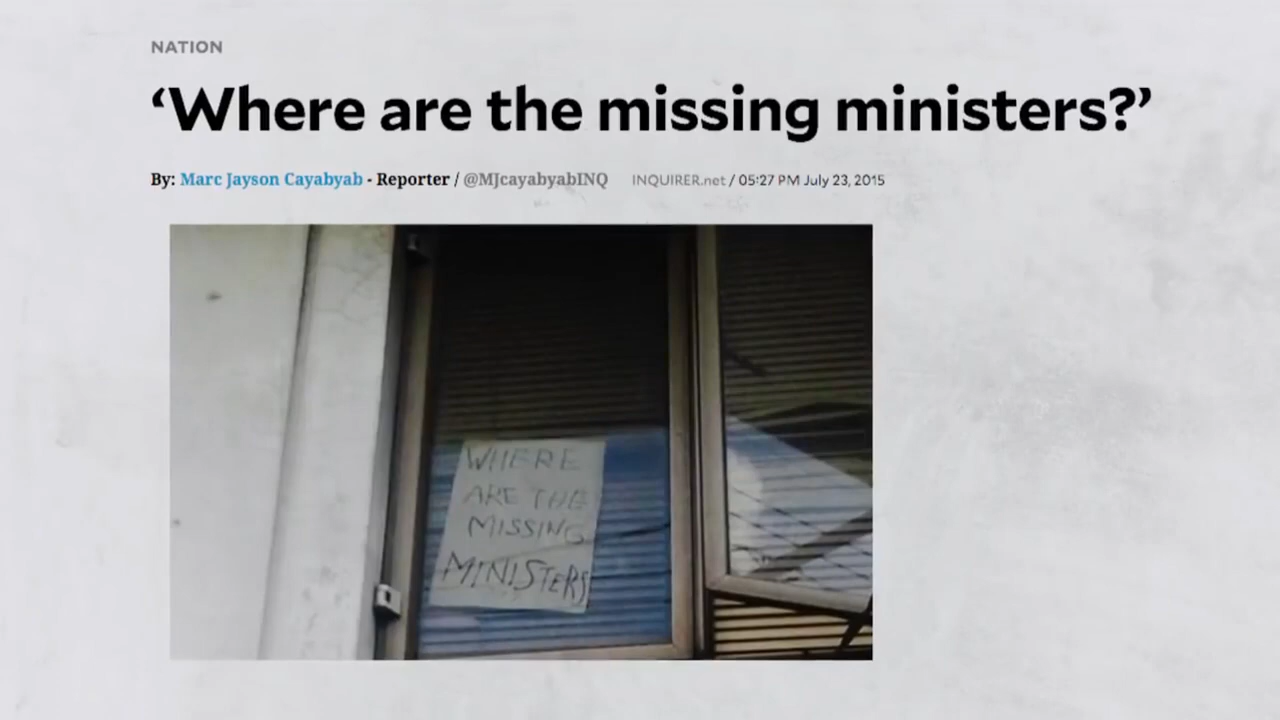 NATION
‘Where are the missing ministers?’
By: Marc Jayson Cayabyab - Reporter / @MJcayabyabINQ INQUIRER.net / 05:27 PM July 23, 2015
WHERE
ARE THE
MISSING
MINISTERS